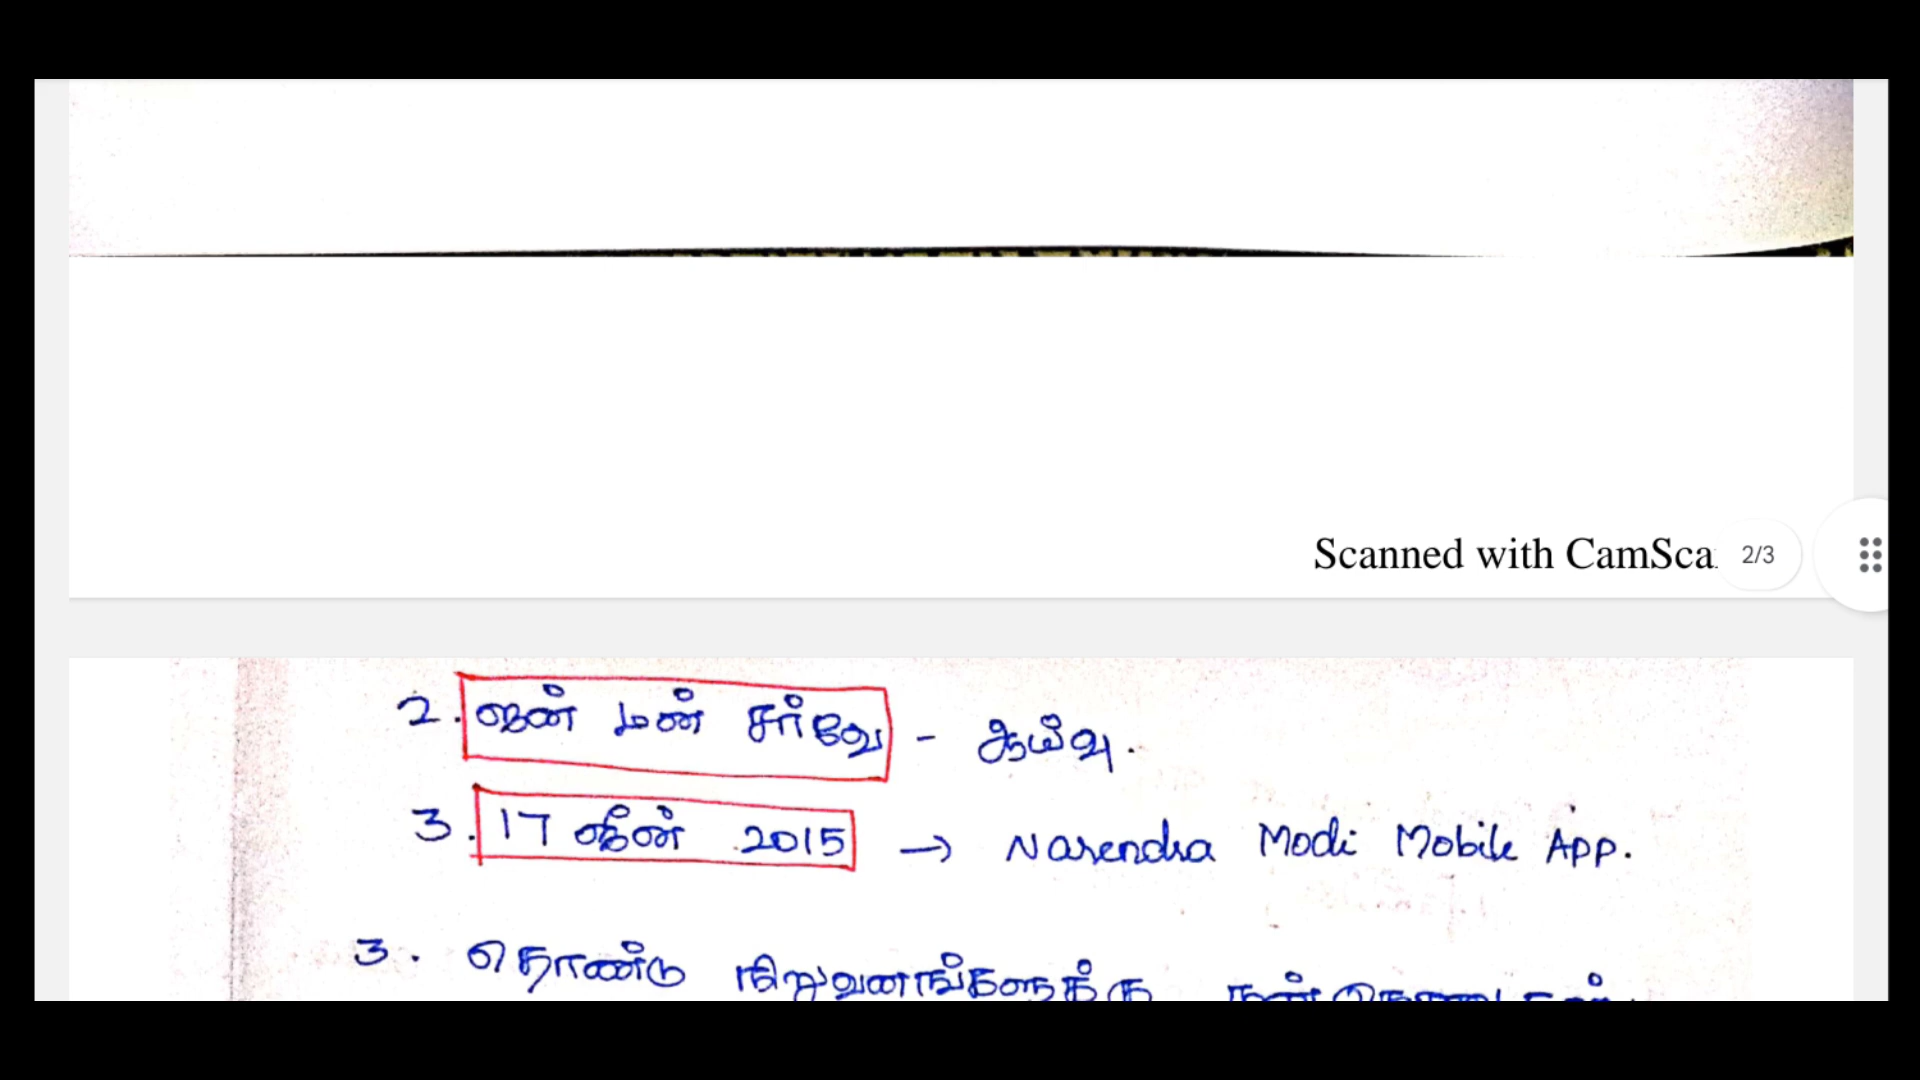 Scanned with CamSca
2/3
2. ஜன் மன் சர்வே - ஆய்வு.
3. 17 ஜீன் 2015 → Narendra Modi Mobile App.
3. தொண்டு நிறுவனங்களுக்கு